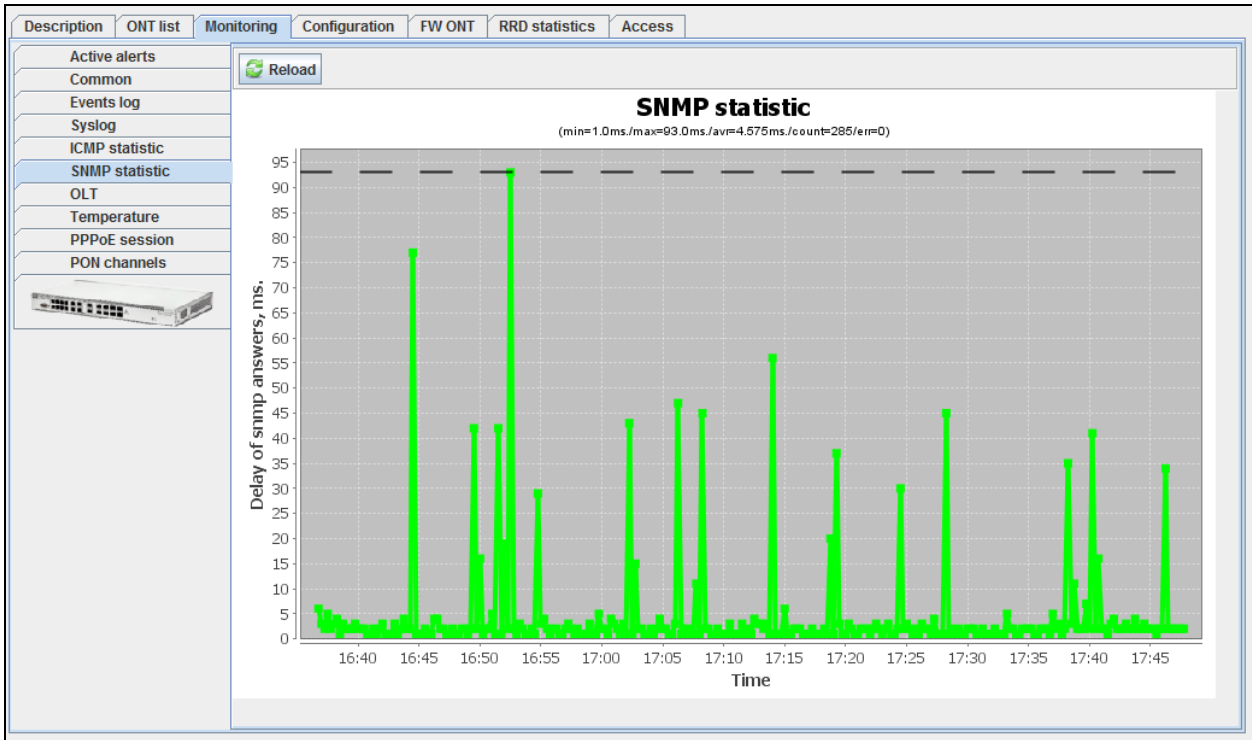 Description ONT list Monitoring Configuration FW ONT RRD statistics Access
Active alerts
Common
Events log
Syslog
ICMP statistic
SNMP statistic
OLT
Temperature
PPPoE session
PON channels
Reload
SNMP statistic
(min=1.0ms./max=93.0ms./avr=4.575ms./count=285/err=0)
Delay of snmp answers, ms.
95
90
85
80
75
70
65
60
55
50
45
40
35
30
25
20
15
10
5
0
16:40 16:45 16:50 16:55 17:00 17:05 17:10 17:15 17:20 17:25 17:30 17:35 17:40 17:45
Time